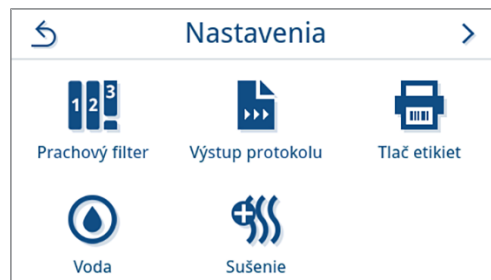 Nastavenia
1 2 3
Prachový filter
Výstup protokolu
Tlač etikiet
Voda
Sušenie